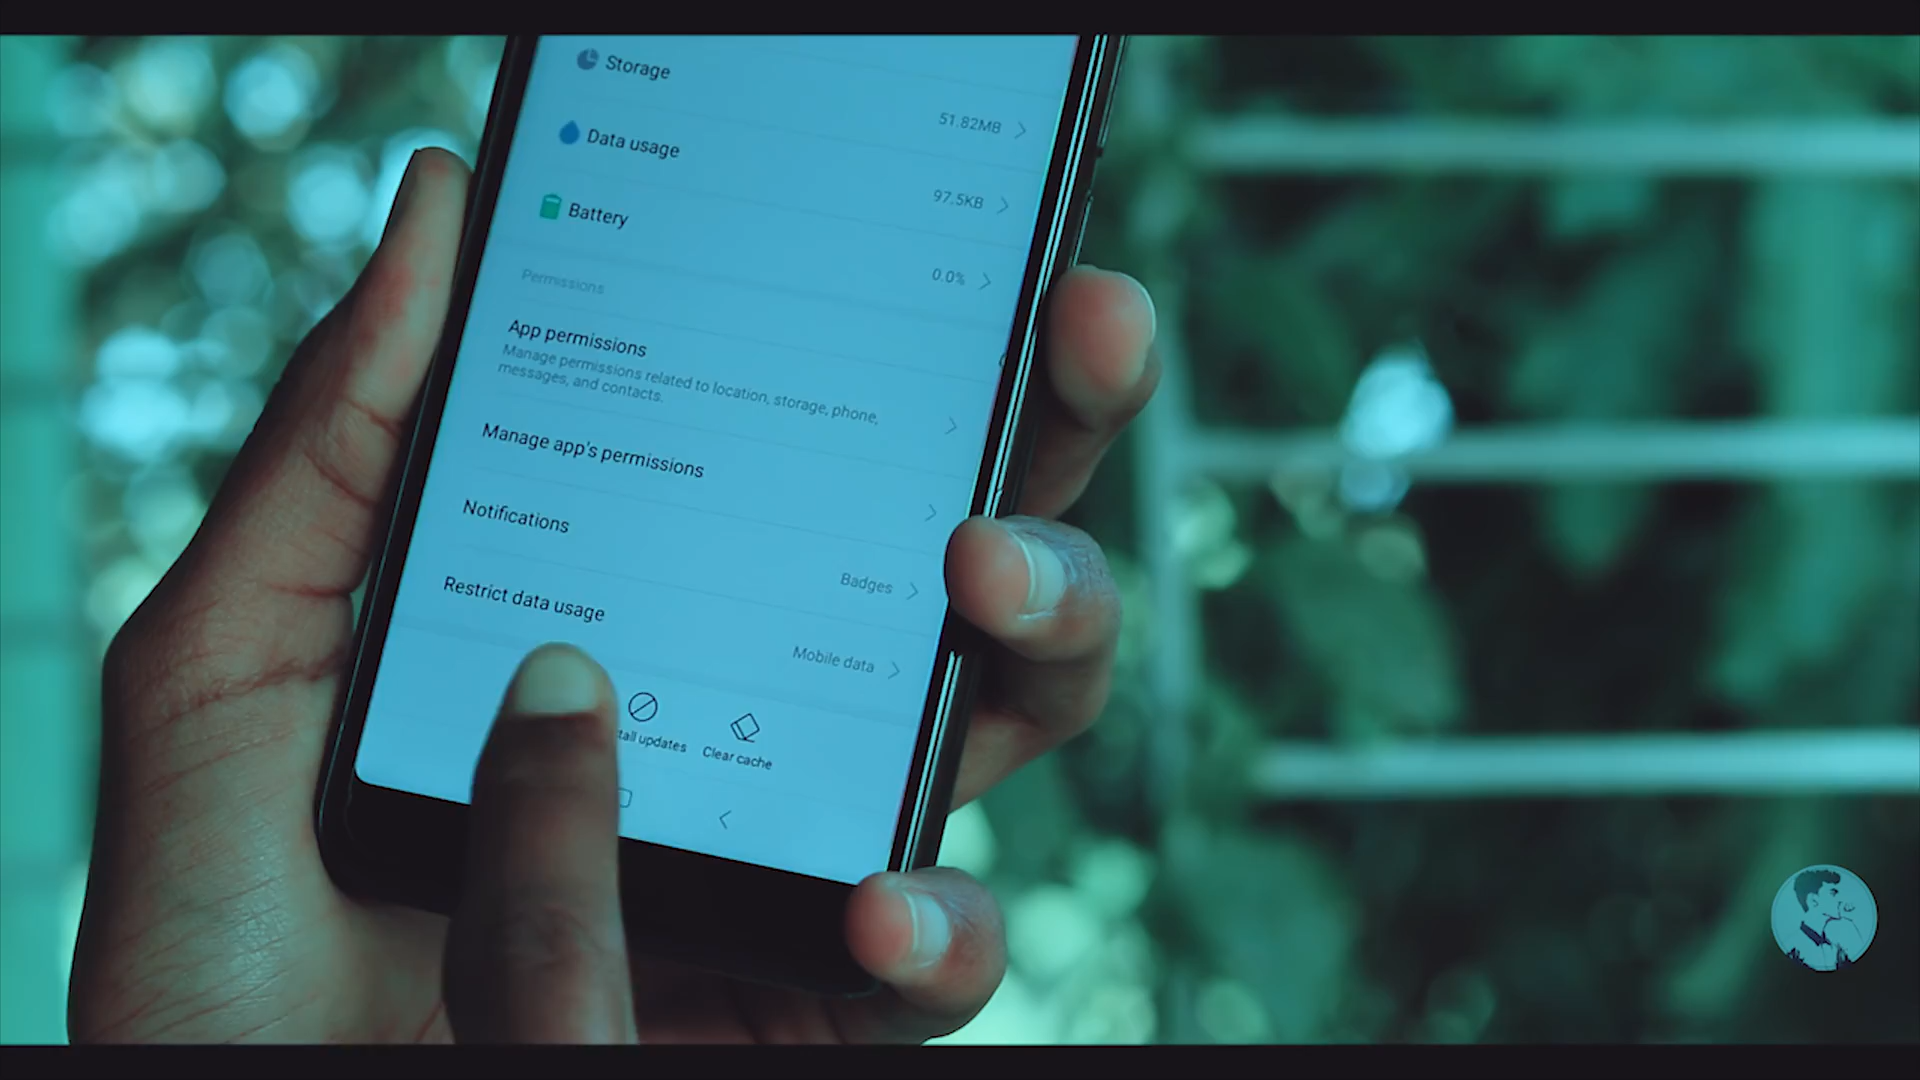 Storage
51.82MB
Data usage
97.5KB
Battery
0.0%
Permissions
App permissions
Manage permissions related to location, storage, phone,
messages, and contacts.
Manage app's permissions
Notifications
Badges
Restrict data usage
Mobile data
tall updates
Clear cache